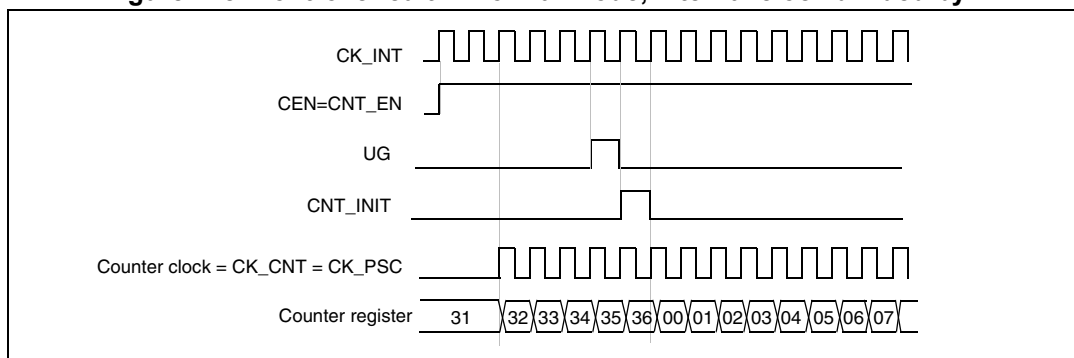 CK_INT
CEN=CNT_EN
UG
CNT_INIT
Counter clock = CK_CNT = CK_PSC
Counter register 31 32 33 34 35 36 00 01 02 03 04 05 06 07